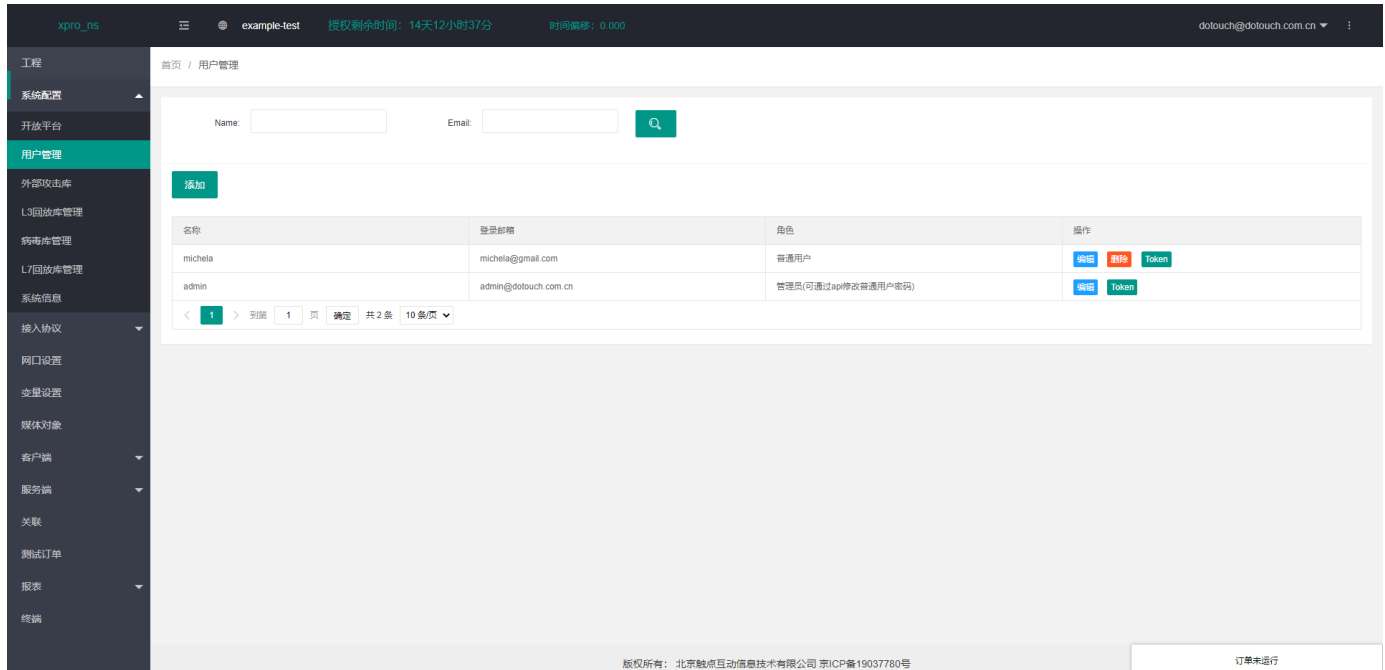 xpro_ns example-test 授权剩余时间：14天12小时37分 时间偏移：0.000 dotouch@dotouch.com.cn
工程
首页 / 用户管理
系统配置
开放平台
用户管理
外部攻击库
L3回放库管理
病毒库管理
L7回放库管理
系统信息
接入协议
网口设置
变量设置
媒体对象
客户端
服务端
关联
测试订单
报表
终端
Name: Email:
添加
名称 登录邮箱 角色 操作
michela michela@gmail.com 普通用户 编辑 删除 Token
admin admin@dotouch.com.cn 管理员(可通过api修改普通用户密码) 编辑 Token
< 1 > 到第 1 页 确定 共 2 条 10 条/页
版权所有： 北京触点互动信息技术有限公司 京ICP备19037780号
订单未运行